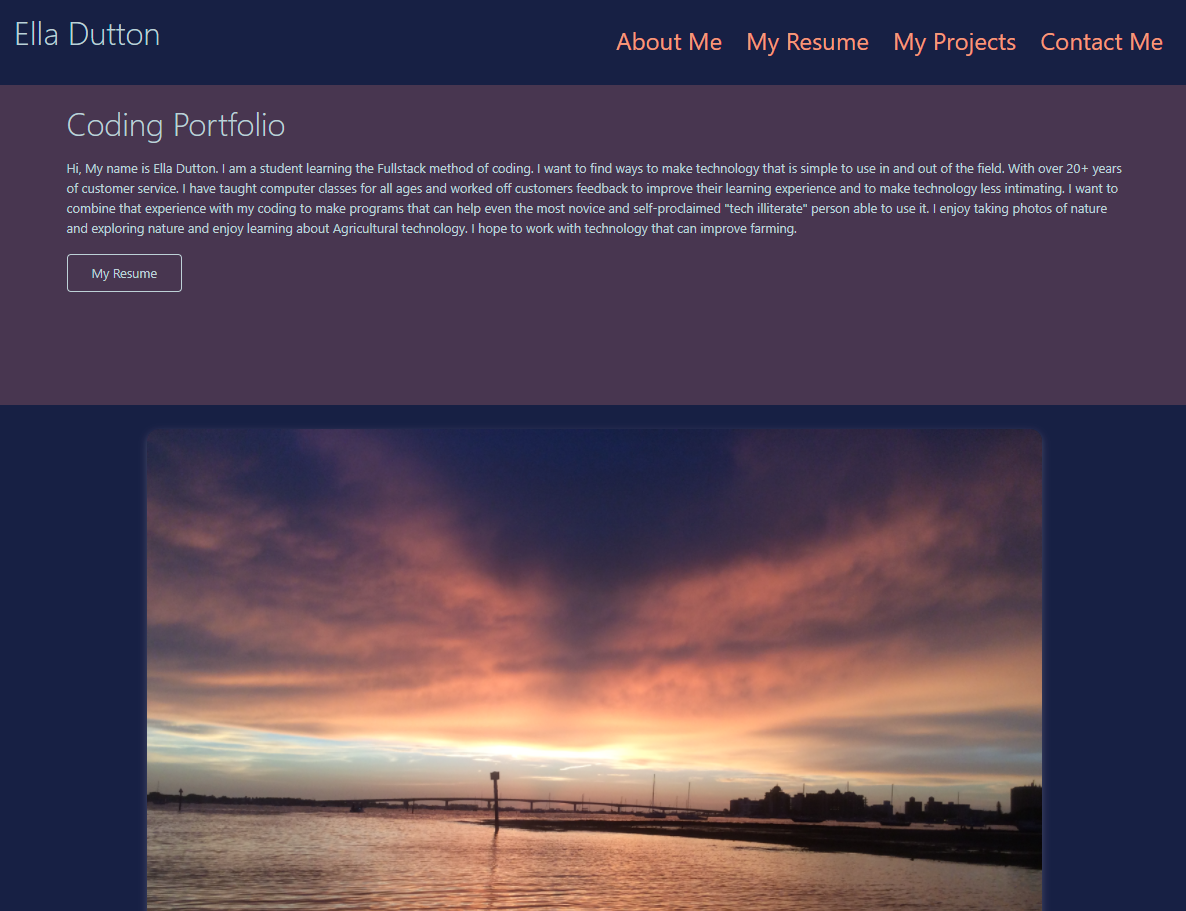 Ella Dutton
About Me My Resume My Projects Contact Me
Coding Portfolio
Hi, My name is Ella Dutton. I am a student learning the Fullstack method of coding. I want to find ways to make technology that is simple to use in and out of the field. With over 20+ years
of customer service. I have taught computer classes for all ages and worked off customers feedback to improve their learning experience and to make technology less intimating. I want to
combine that experience with my coding to make programs that can help even the most novice and self-proclaimed "tech illiterate" person able to use it. I enjoy taking photos of nature
and exploring nature and enjoy learning about Agricultural technology. I hope to work with technology that can improve farming.
My Resume